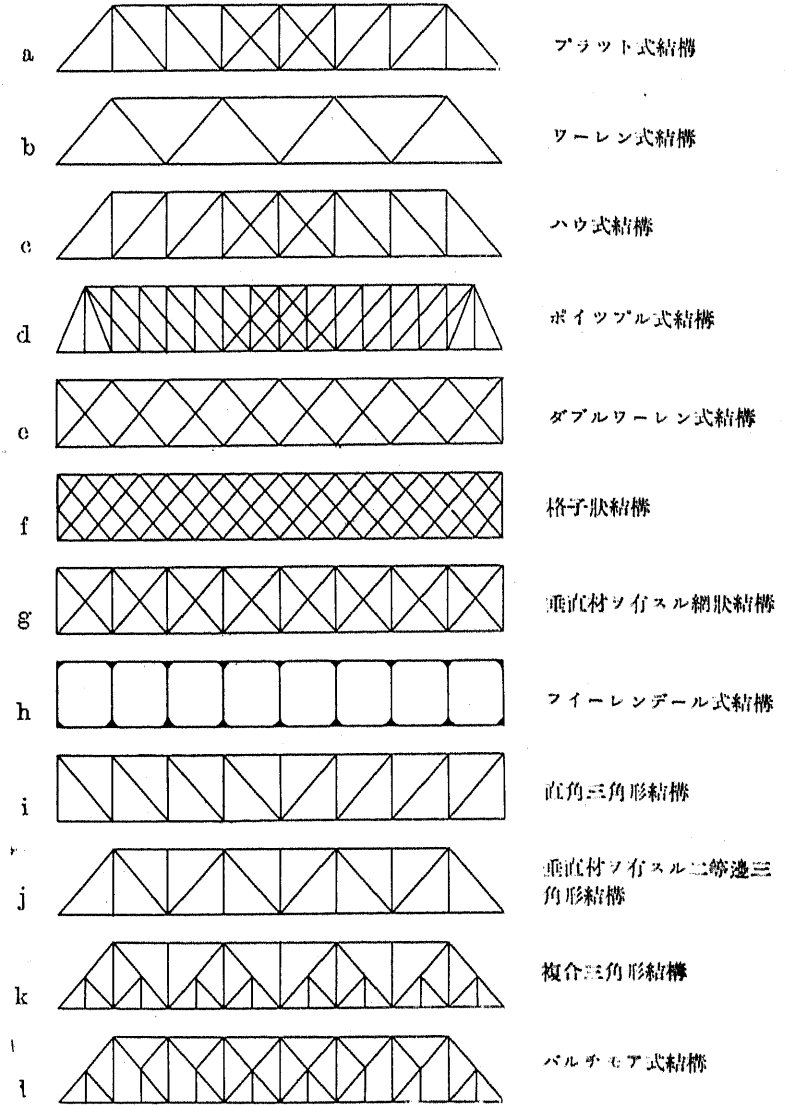 a プラット式結構
b ワーレン式結構
c ハウ式結構
d ポイツプル式結構
e ダブルワーレン式結構
f 格子狀結構
g 垂直材ヲ有スル網狀結構
h フイーレンデール式結構
i 直角三角形結構
j 垂直材ヲ有スル二等邊三
角形結構
k 複合三角形結構
l バルチモア式結構